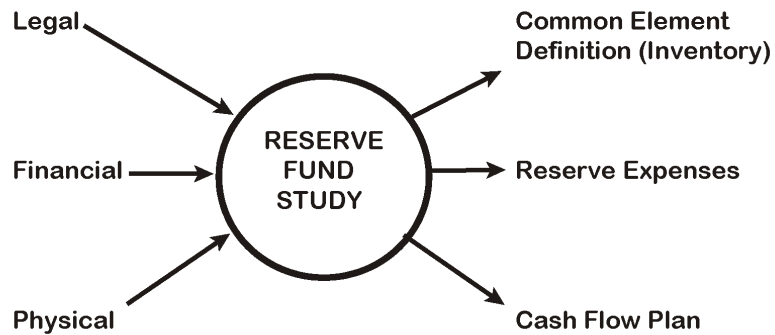 Legal
Financial
Physical
RESERVE
FUND
STUDY
Common Element
Definition (Inventory)
Reserve Expenses
Cash Flow Plan